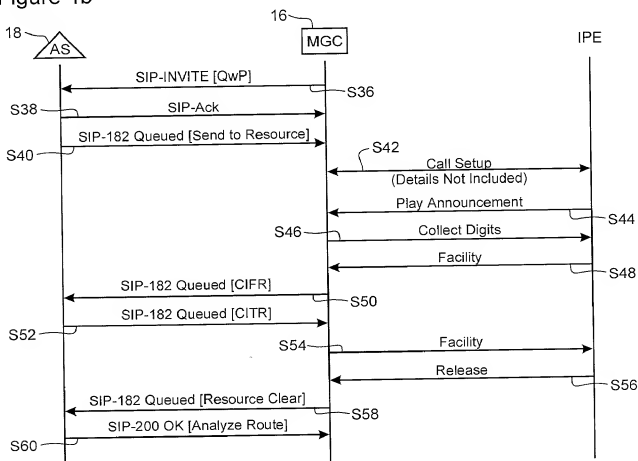 Figure 4b
18
AS
16
MGC
IPE
SIP-INVITE [QwP]
S36
S38
SIP-Ack
SIP-182 Queued [Send to Resource]
S40
S42
Call Setup
(Details Not Included)
Play Announcement
S44
S46
Collect Digits
Facility
S48
SIP-182 Queued [CIFR]
S50
SIP-182 Queued [CITR]
S52
S54
Facility
Release
S56
SIP-182 Queued [Resource Clear]
S58
SIP-200 OK [Analyze Route]
S60